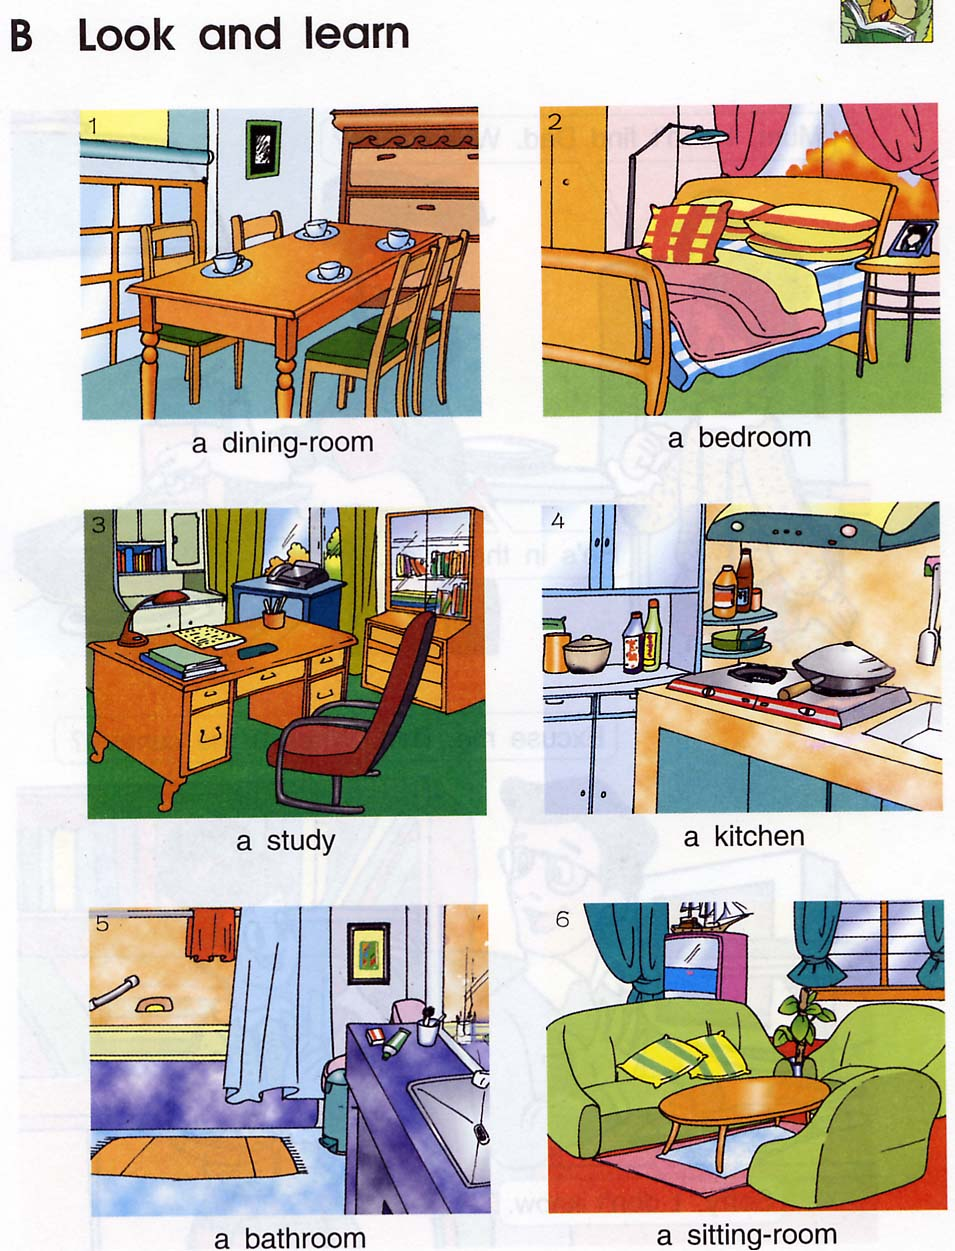 B Look and learn
1
2
a dining-room
a bedroom
3
4
a study
a kitchen
5
6
a bathroom
a sitting-room